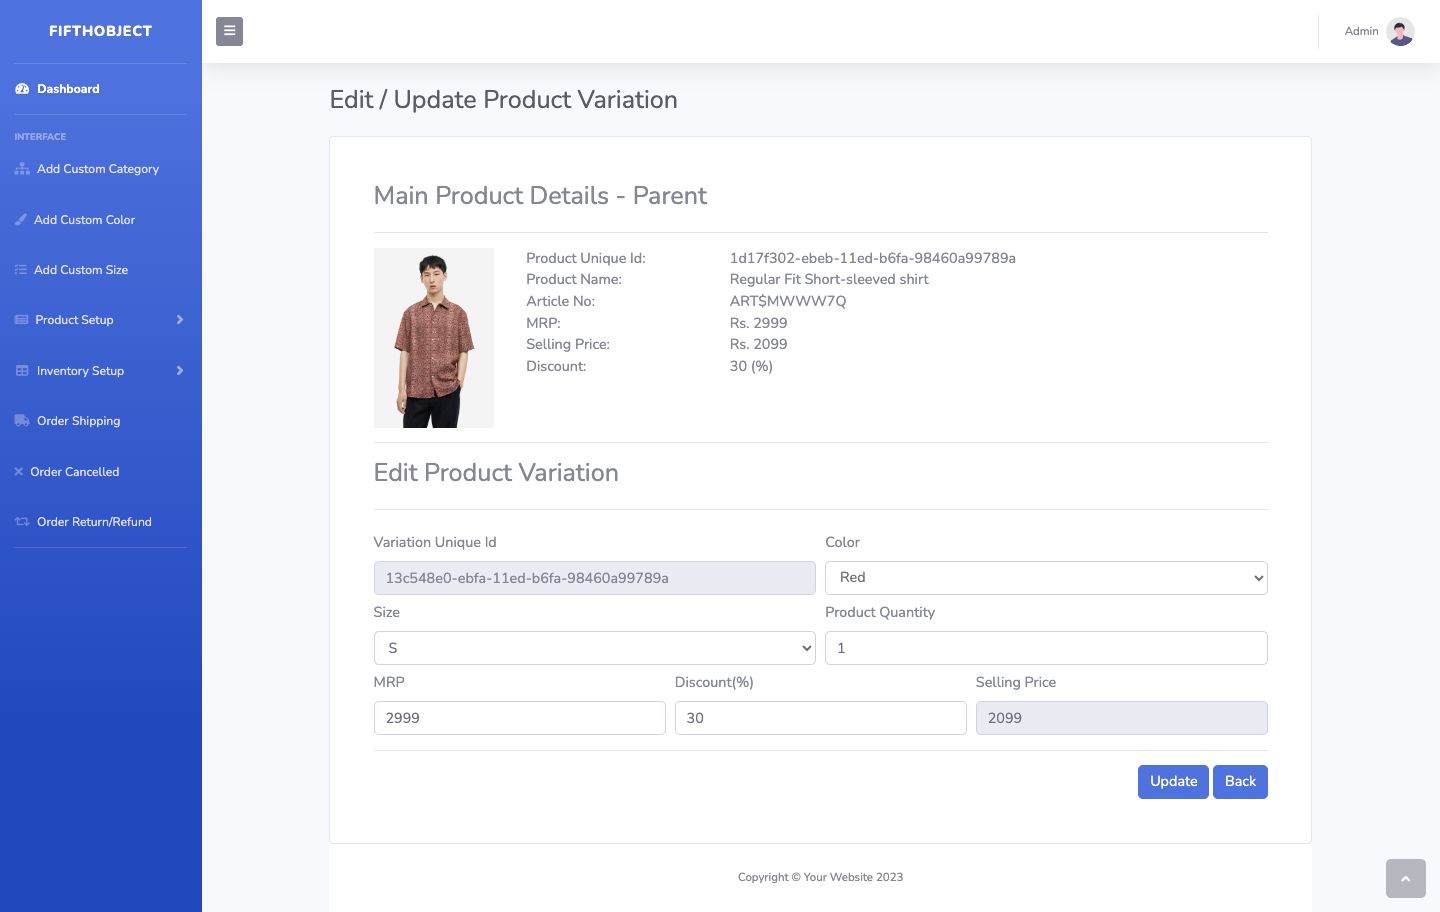 FIFTHOBJECT
Admin
Dashboard
INTERFACE
Add Custom Category
Add Custom Color
Add Custom Size
Product Setup
Inventory Setup
Order Shipping
Order Cancelled
Order Return/Refund
Edit / Update Product Variation
Main Product Details - Parent
Product Unique Id: 1d17f302-ebeb-11ed-b6fa-98460a99789a
Product Name: Regular Fit Short-sleeved shirt
Article No: ART$MWWW7Q
MRP: Rs. 2999
Selling Price: Rs. 2099
Discount: 30 (%)
Edit Product Variation
Variation Unique Id Color
13c548e0-ebfa-11ed-b6fa-98460a99789a Red
Size Product Quantity
S 1
MRP Discount(%) Selling Price
2999 30 2099
Update Back
Copyright © Your Website 2023